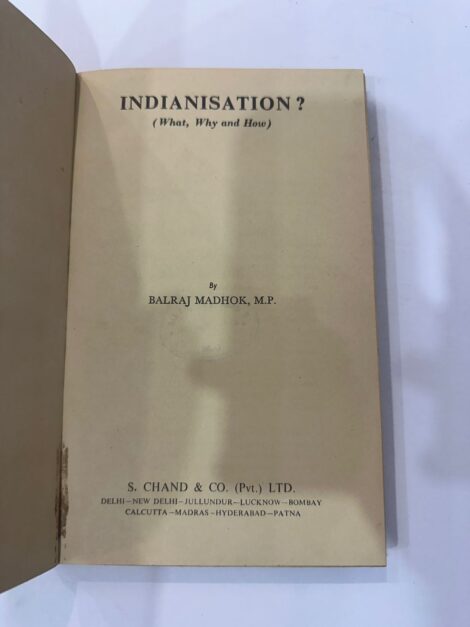 INDIANISATION?
(What, Why and How)
By
BALRAJ MADHOK, M.P.
S. CHAND & CO. (Pvt.) LTD.
DELHI—NEW DELHI—JULLUNDUR—LUCKNOW—BOMBAY
CALCUTTA—MADRAS-HYDERABAD—PATNA